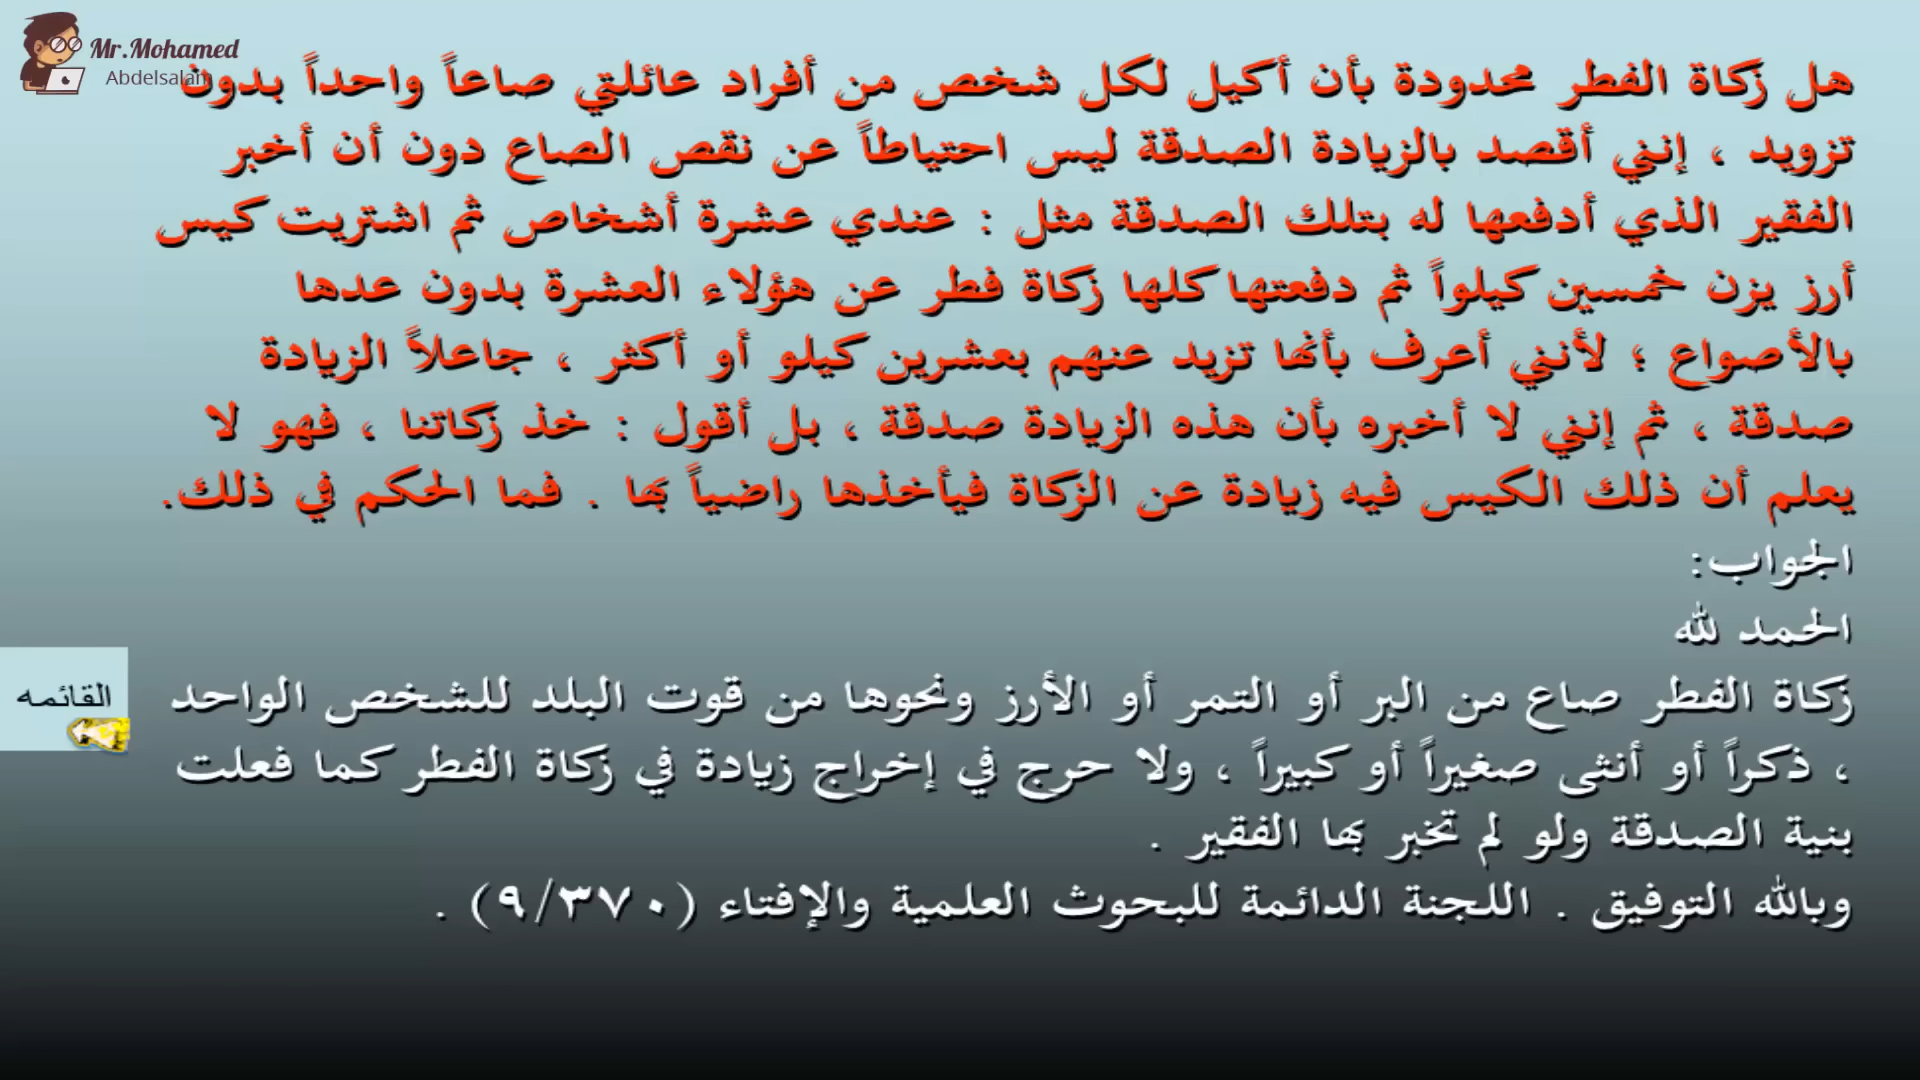 Mr.Mohamed
Abdelsalam
هل زكاة الفطر محدودة بأن أكيل لكل شخص من أفراد عائلتي صاعاً واحداً بدون
تزويد ، إنني أقصد بالزيادة الصدقة ليس احتياطاً عن نقص الصاع دون أن أخبر
الفقير الذي أدفعها له بتلك الصدقة مثل : عندي عشرة أشخاص ثم اشتريت كيس
أرز يزن خمسين كيلواً ثم دفعتها كلها زكاة فطر عن هؤلاء العشرة بدون عدها
بالأصواع ؛ لأنني أعرف بأنها تزيد عنهم بعشرين كيلو أو أكثر ، جاعلاً الزيادة
صدقة ، ثم إنني لا أخبره بأن هذه الزيادة صدقة ، بل أقول : خذ زكاتنا ، فهو لا
يعلم أن ذلك الكيس فيه زيادة عن الزكاة فيأخذها راضياً بها . فما الحكم في ذلك.
الجواب:
الحمد لله
زكاة الفطر صاع من البر أو التمر أو الأرز ونحوها من قوت البلد للشخص الواحد
، ذكراً أو أنثى صغيراً أو كبيراً ، ولا حرج في إخراج زيادة في زكاة الفطر كما فعلت
بنية الصدقة ولو لم تخبر بها الفقير .
وبالله التوفيق . اللجنة الدائمة للبحوث العلمية والإفتاء (٩/٣٧٠) .
القائمه